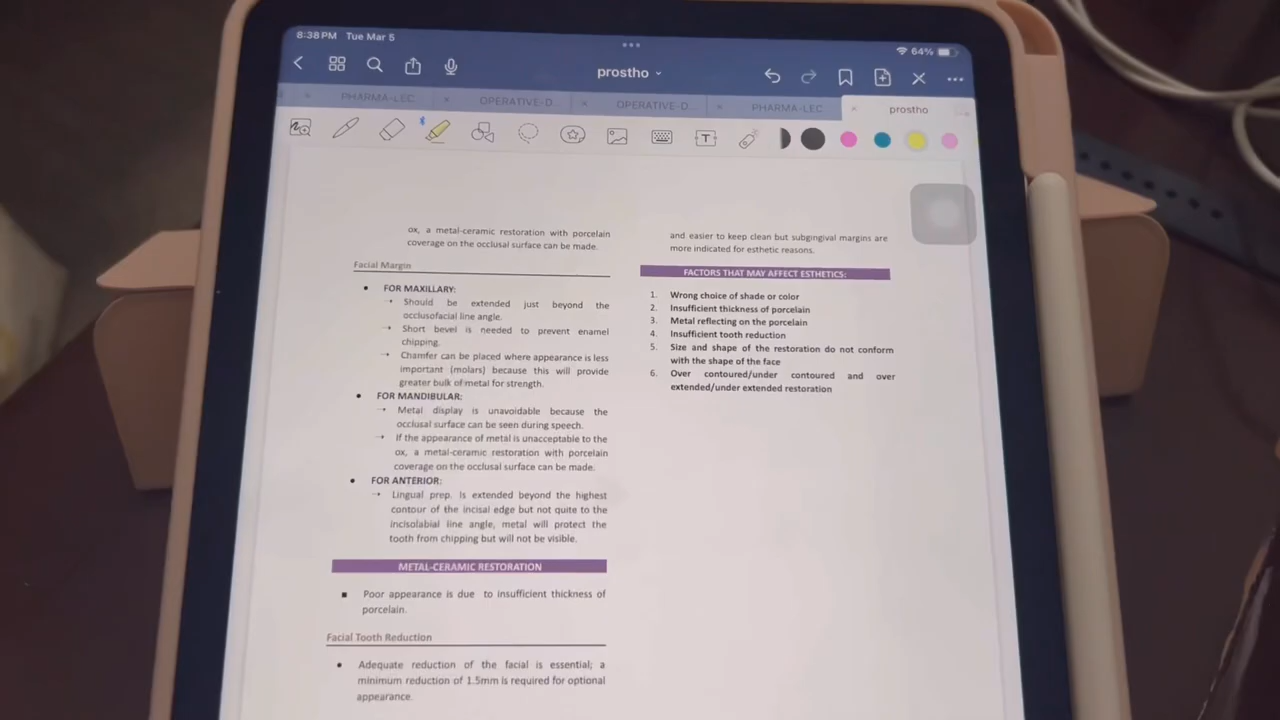 8:38 PM Tue Mar 5
64%
prostho
PHARMA-LEC
OPERATIVE-D...
OPERATIVE-D...
PHARMA-LEC
prostho
T
ox, a metal-ceramic restoration with porcelain
coverage on the occlusal surface can be made.
Facial Margin
• FOR MAXILLARY:
→ Should be extended just beyond the
occlusofacial line angle.
→ Short bevel is needed to prevent enamel
chipping.
→ Chamfer can be placed where appearance is less
important (molars) because this will provide
greater bulk of metal for strength.
• FOR MANDIBULAR:
→ Metal display is unavoidable because the
occlusal surface can be seen during speech.
→ If the appearance of metal is unacceptable to the
ox, a metal-ceramic restoration with porcelain
coverage on the occlusal surface can be made.
• FOR ANTERIOR:
→ Lingual prep. Is extended beyond the highest
contour of the incisal edge but not quite to the
incisolabial line angle, metal will protect the
tooth from chipping but will not be visible.
METAL-CERAMIC RESTORATION
▪ Poor appearance is due to insufficient thickness of
porcelain.
Facial Tooth Reduction
• Adequate reduction of the facial is essential; a
minimum reduction of 1.5mm is required for optional
appearance.
and easier to keep clean but subgingival margins are
more indicated for esthetic reasons.
FACTORS THAT MAY AFFECT ESTHETICS:
1. Wrong choice of shade or color
2. Insufficient thickness of porcelain
3. Metal reflecting on the porcelain
4. Insufficient tooth reduction
5. Size and shape of the restoration do not conform
with the shape of the face
6. Over contoured/under contoured and over
extended/under extended restoration